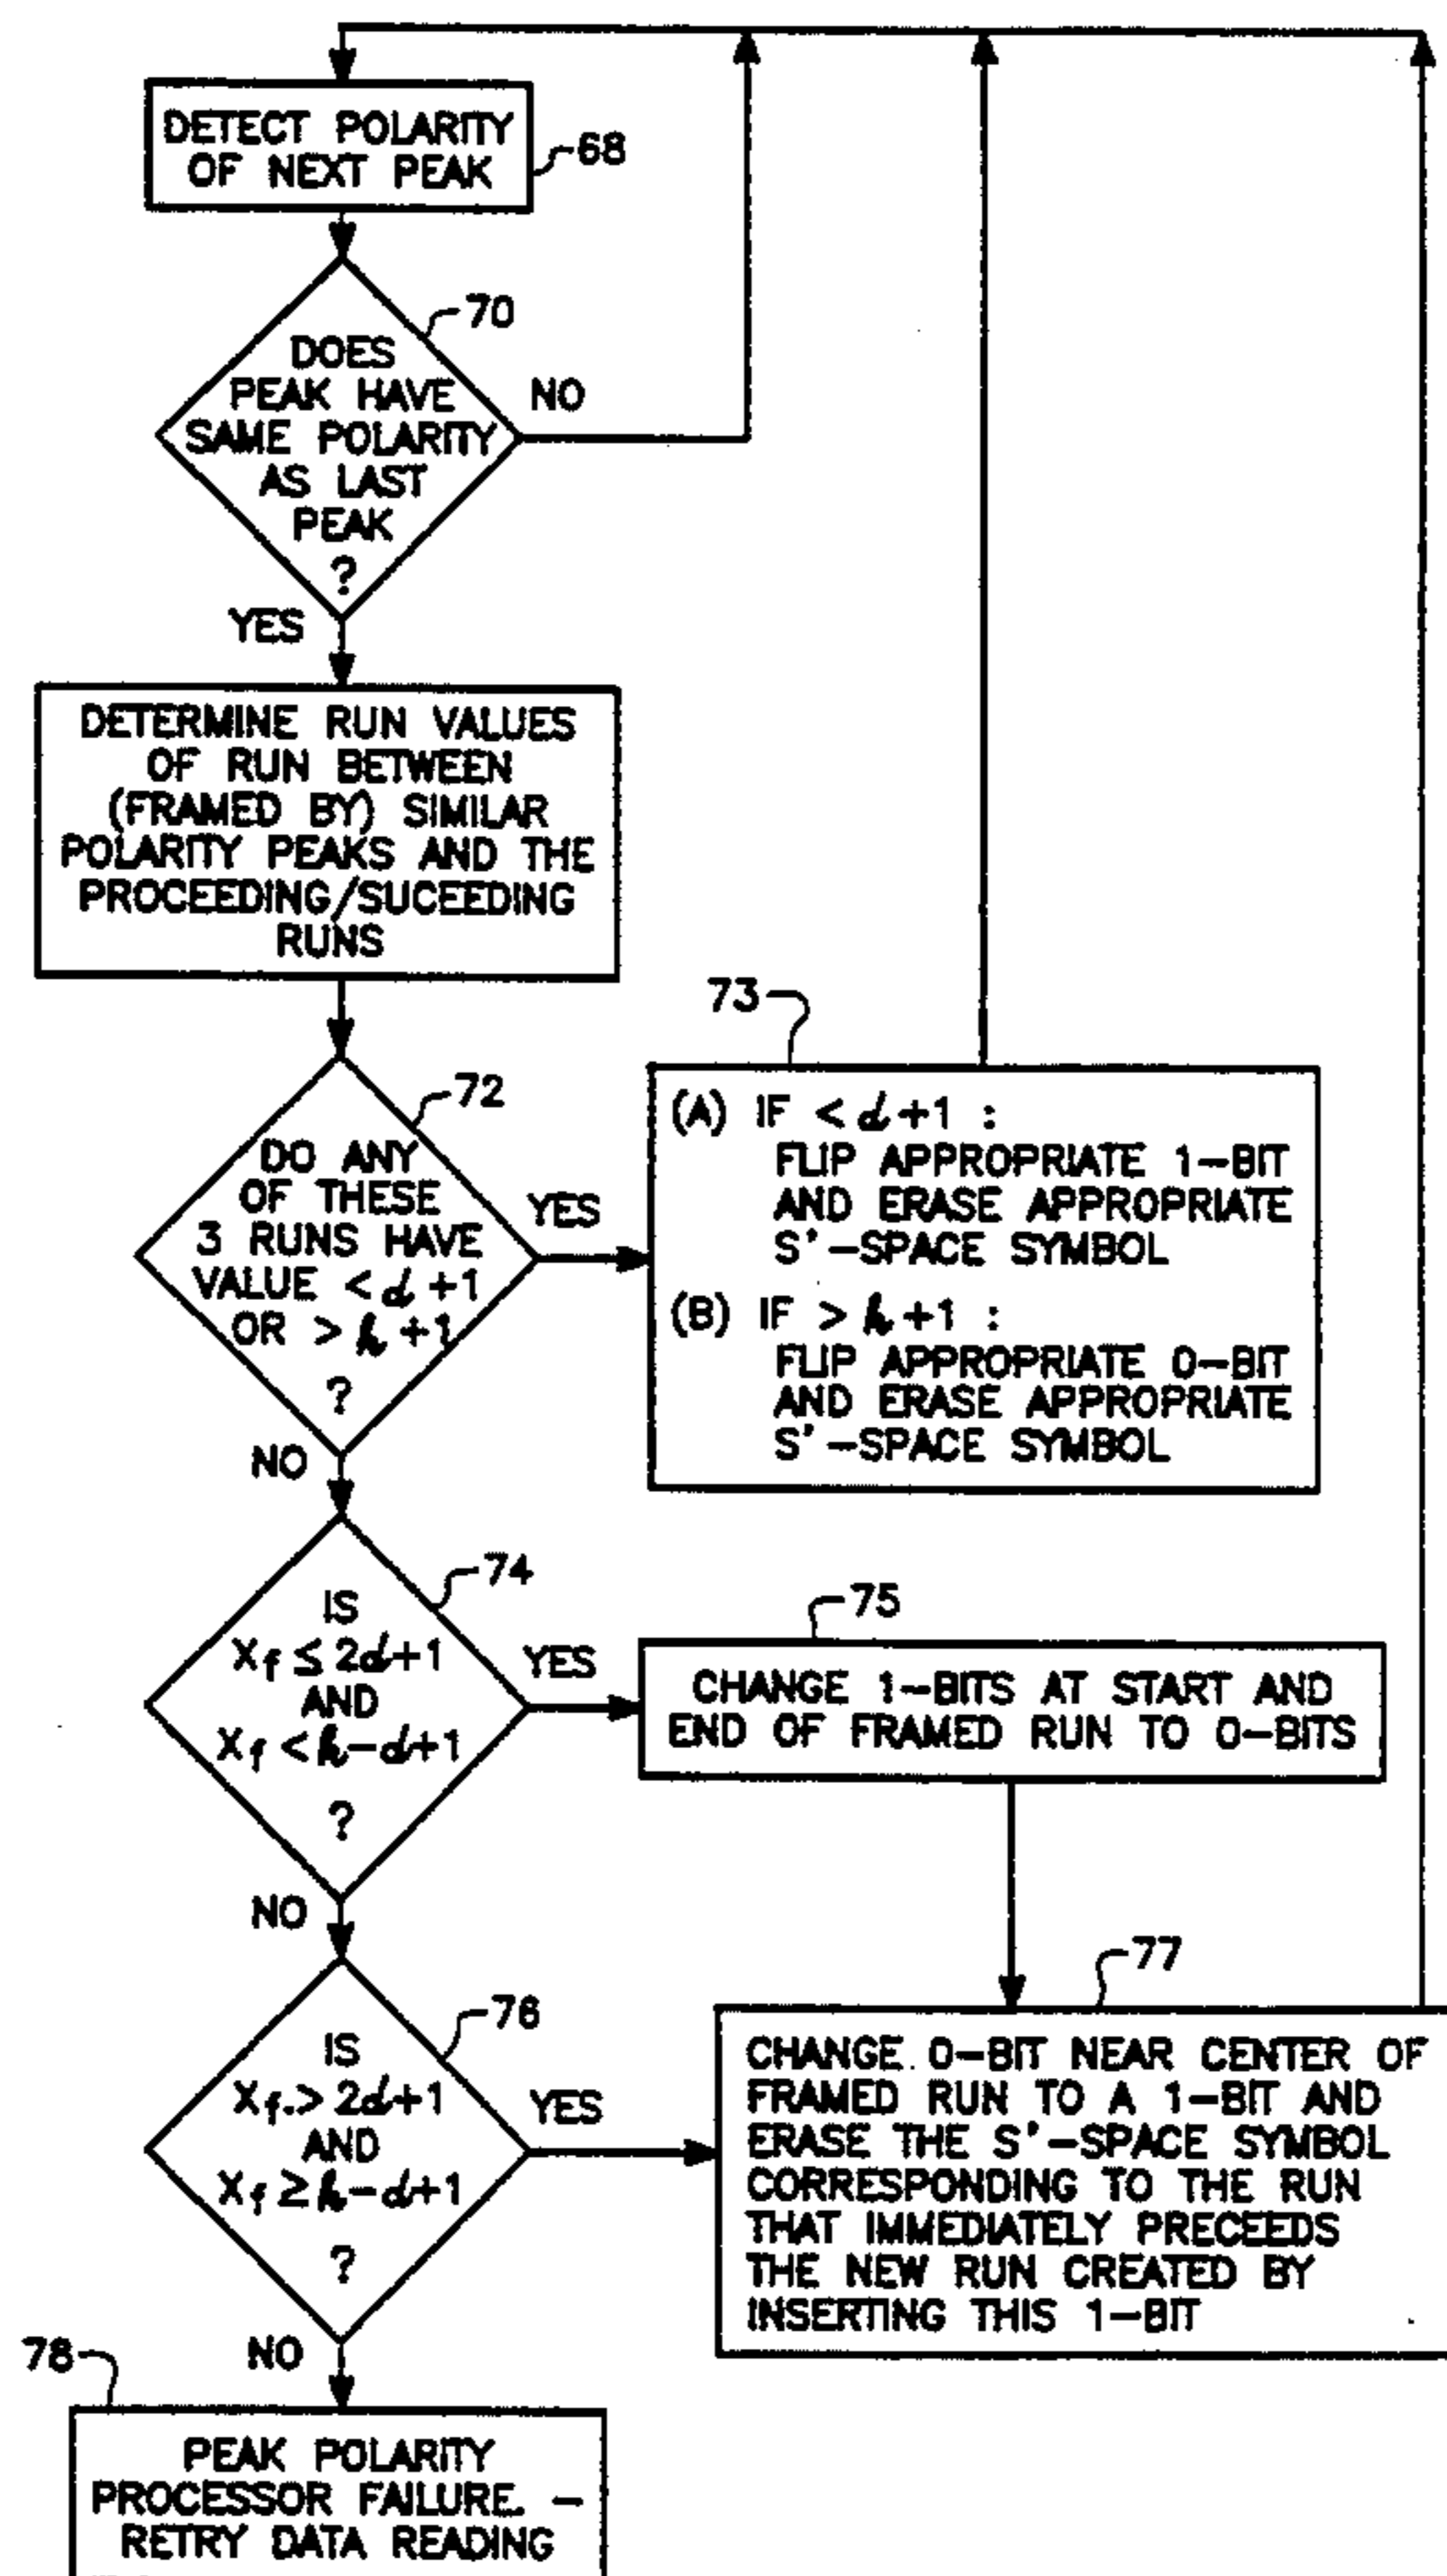 DETECT POLARITY
OF NEXT PEAK
68
70
DOES
PEAK HAVE
SAME POLARITY
AS LAST
PEAK
?
NO
YES
DETERMINE RUN VALUES
OF RUN BETWEEN
(FRAMED BY) SIMILAR
POLARITY PEAKS AND THE
PROCEEDING/SUCEEDING
RUNS
72
DO ANY
OF THESE
3 RUNS HAVE
VALUE < d +1
OR > k +1
?
YES
NO
73
(A) IF < d +1 :
FLIP APPROPRIATE 1-BIT
AND ERASE APPROPRIATE
S'-SPACE SYMBOL
(B) IF > k +1 :
FLIP APPROPRIATE 0-BIT
AND ERASE APPROPRIATE
S'-SPACE SYMBOL
74
IS
Xf ≤ 2d+1
AND
Xf < k-d+1
?
YES
NO
75
CHANGE 1-BITS AT START AND
END OF FRAMED RUN TO 0-BITS
76
IS
Xf > 2d+1
AND
Xf ≥ k-d+1
?
YES
NO
77
CHANGE 0-BIT NEAR CENTER OF
FRAMED RUN TO A 1-BIT AND
ERASE THE S'-SPACE SYMBOL
CORRESPONDING TO THE RUN
THAT IMMEDIATELY PRECEEDS
THE NEW RUN CREATED BY
INSERTING THIS 1-BIT
78
PEAK POLARITY
PROCESSOR FAILURE. -
RETRY DATA READING